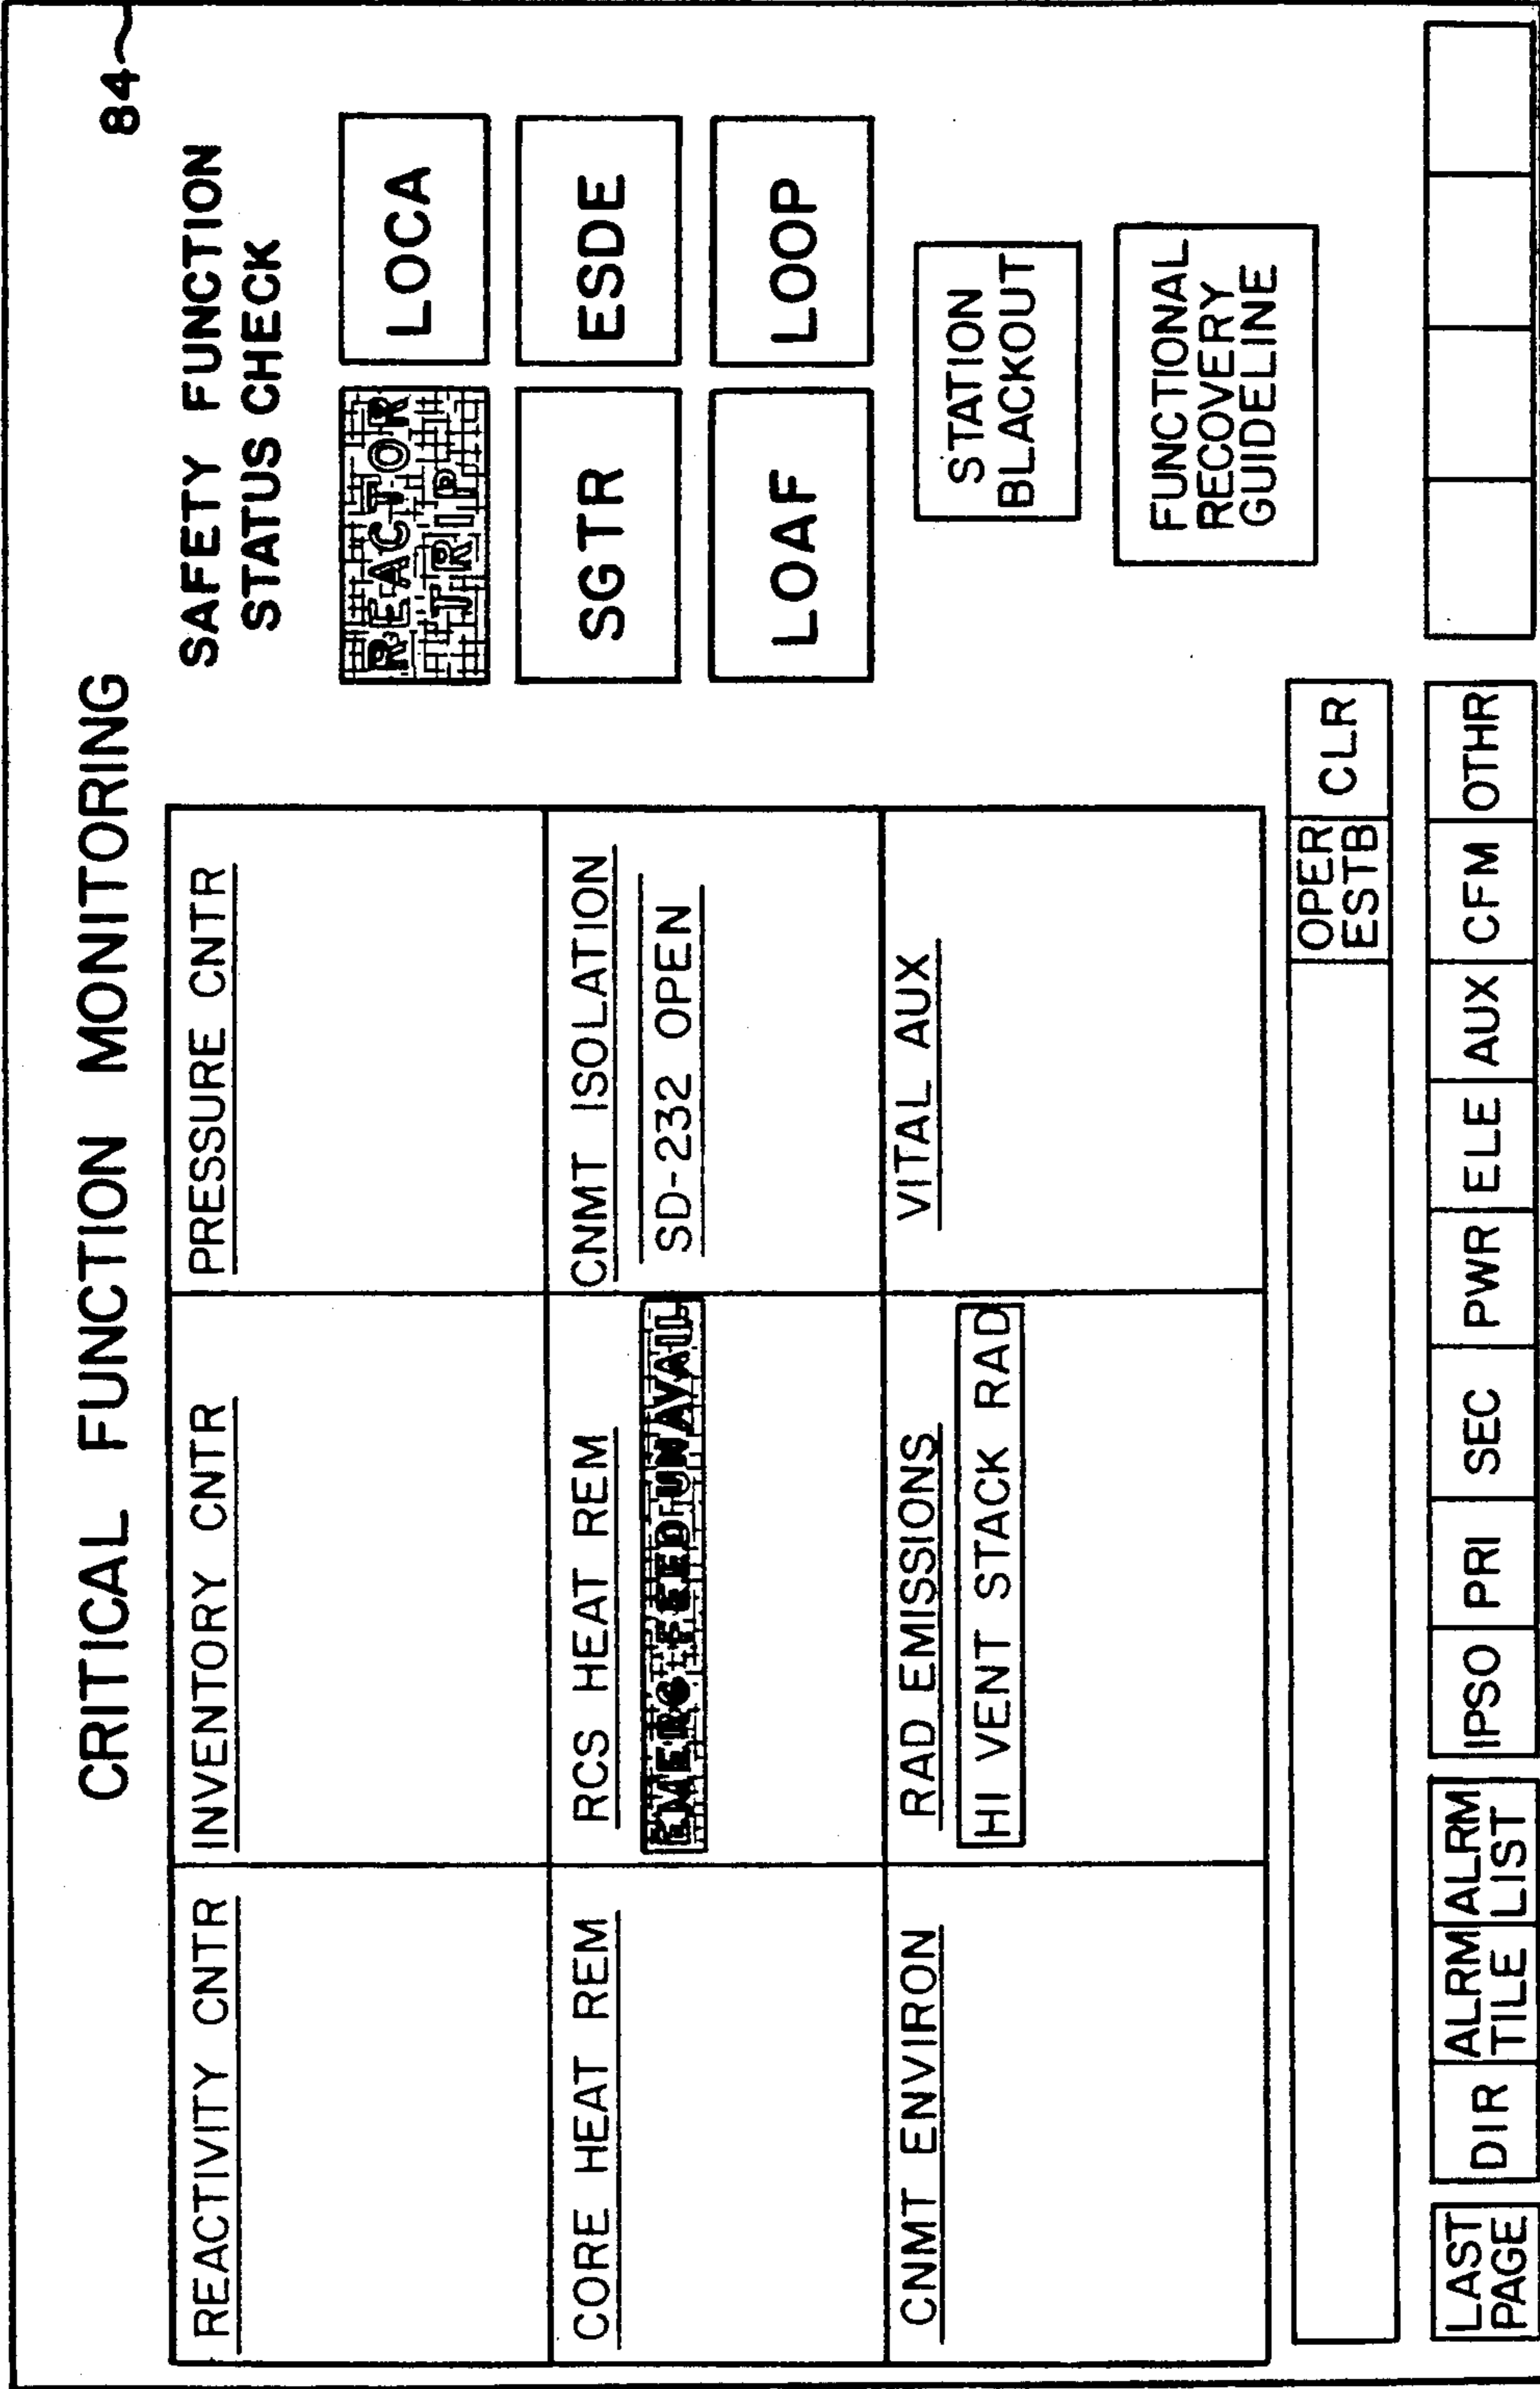 84
CRITICAL FUNCTION MONITORING
REACTIVITY CNTR
INVENTORY CNTR
PRESSURE CNTR
CORE HEAT REM
RCS HEAT REM
EMERG FEED UNAVAIL
CNMT ISOLATION
SD-232 OPEN
CNMT ENVIRON
RAD EMISSIONS
HI VENT STACK RAD
VITAL AUX
SAFETY FUNCTION
STATUS CHECK
REACTOR
TRIP
LOCA
SGTR
ESDE
LOAF
LOOP
STATION
BLACKOUT
FUNCTIONAL
RECOVERY
GUIDELINE
OPER
ESTB
CLR
LAST
PAGE
DIR
ALRM
TILE
ALRM
LIST
IPSO
PRI
SEC
PWR
ELE
AUX
CFM
OTHR